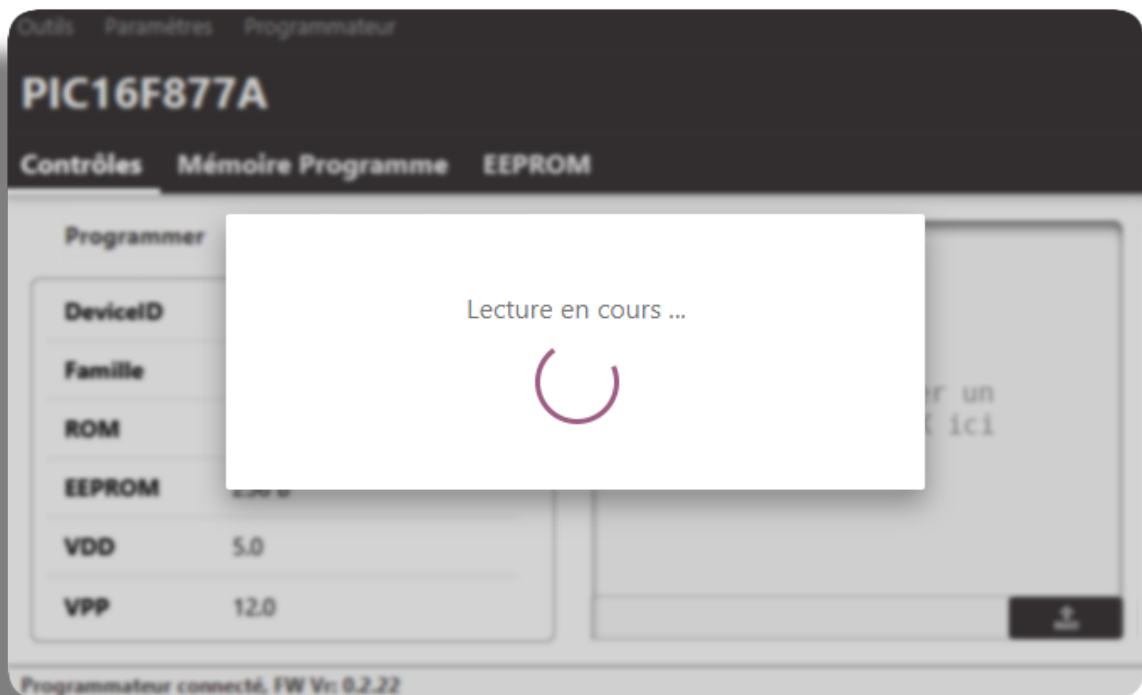 Outils Paramètres Programmateur
PIC16F877A
Contrôles Mémoire Programme EEPROM
Programmer
Lecture en cours ...
DeviceID
Famille
ROM
EEPROM
VDD 5.0
VPP 12.0
un
ici
Programmateur connecté, FW Vr: 0.2.22